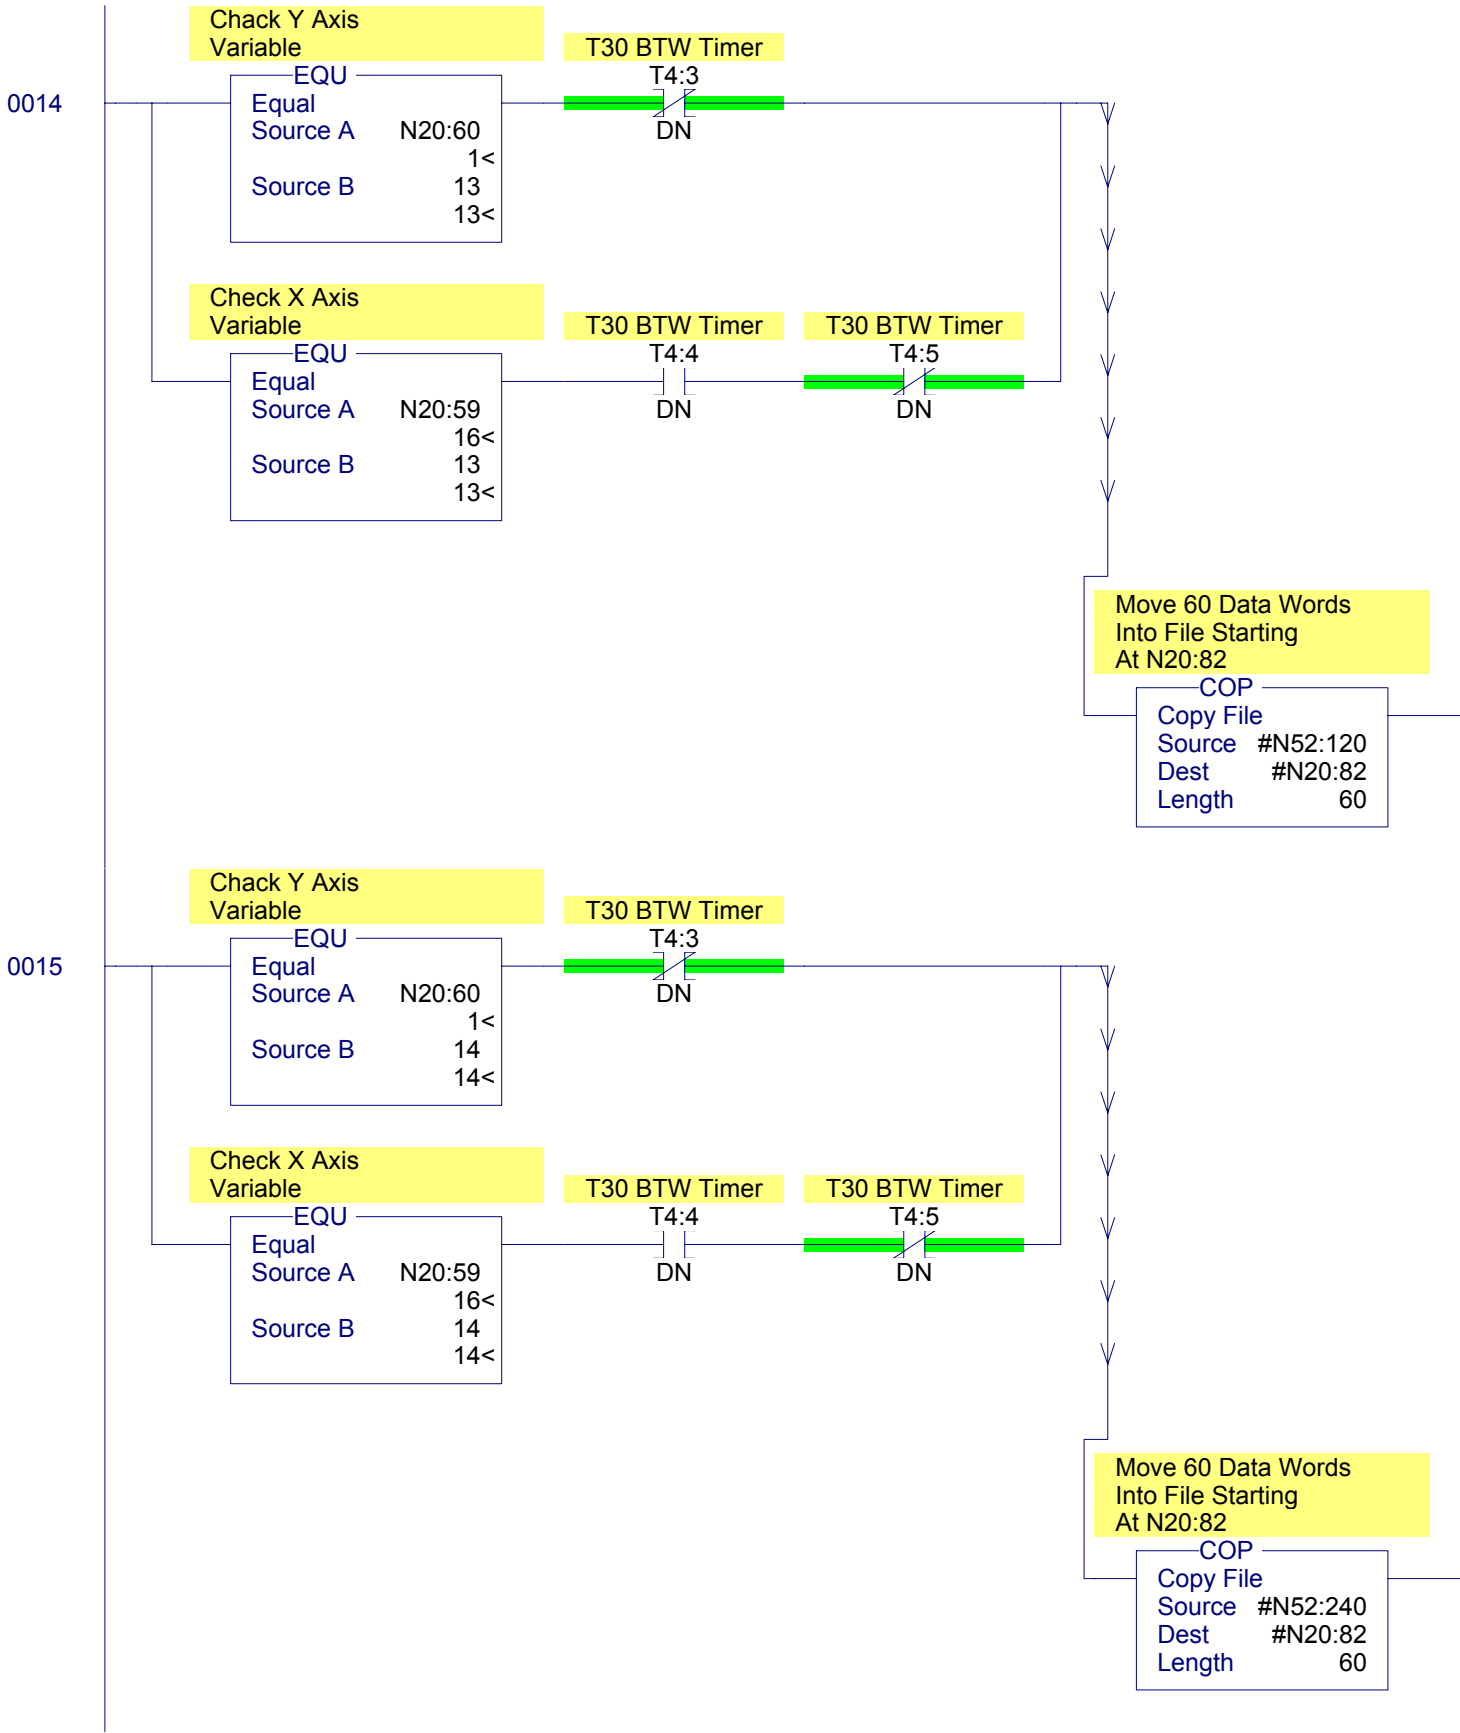 Chack Y Axis
Variable
T30 BTW Timer
EQU
T4:3
0014
Equal
Source A N20:60
DN
1<
Source B 13
13<
Check X Axis
Variable
T30 BTW Timer T30 BTW Timer
EQU
T4:4 T4:5
Equal
Source A N20:59
DN DN
16<
Source B 13
13<
Move 60 Data Words
Into File Starting
At N20:82
COP
Copy File
Source #N52:120
Dest #N20:82
Length 60
Chack Y Axis
Variable
T30 BTW Timer
EQU
T4:3
0015
Equal
Source A N20:60
DN
1<
Source B 14
14<
Check X Axis
Variable
T30 BTW Timer T30 BTW Timer
EQU
T4:4 T4:5
Equal
Source A N20:59
DN DN
16<
Source B 14
14<
Move 60 Data Words
Into File Starting
At N20:82
COP
Copy File
Source #N52:240
Dest #N20:82
Length 60